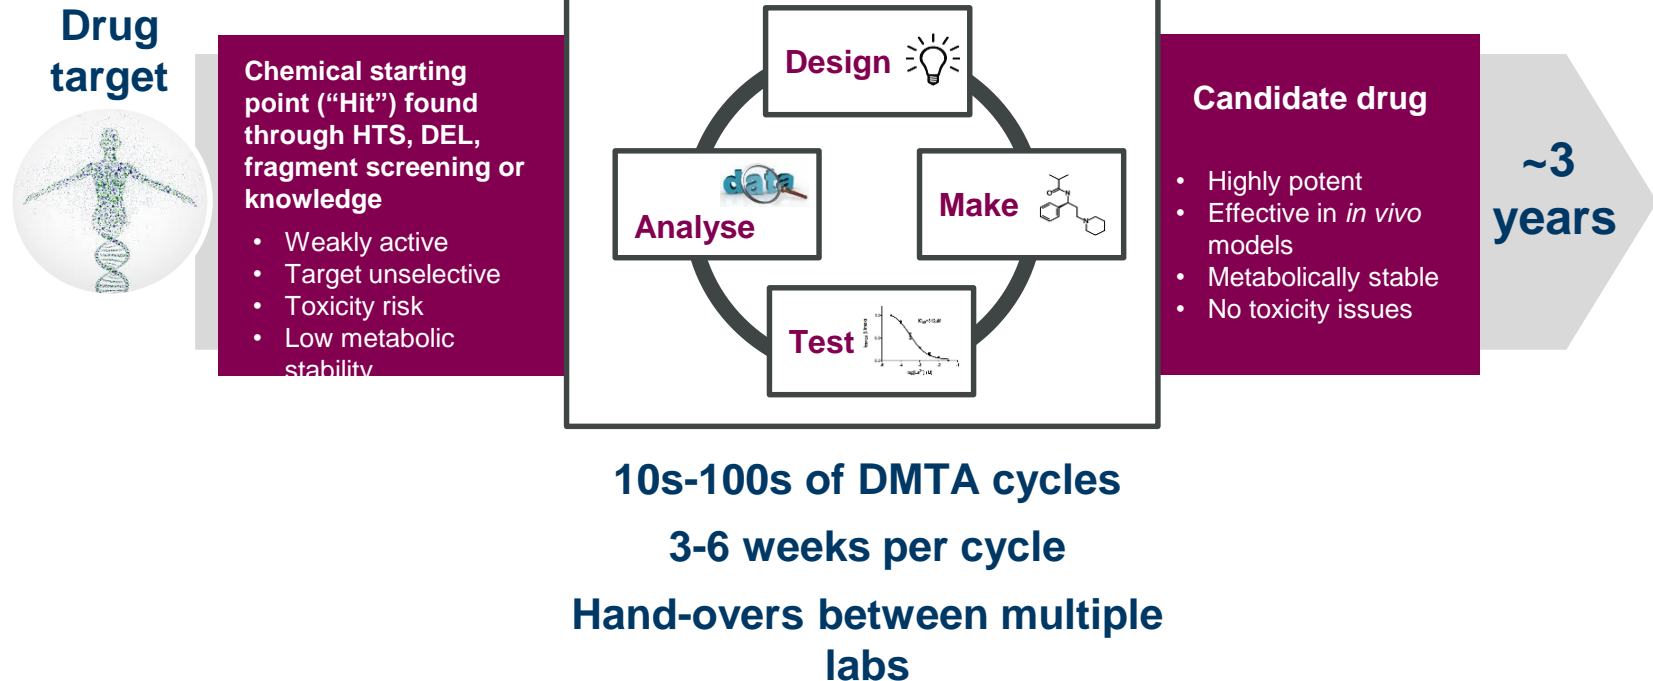 Drug
target
Chemical starting
point (“Hit”) found
through HTS, DEL,
fragment screening or
knowledge
• Weakly active
• Target unselective
• Toxicity risk
• Low metabolic
stability
Design
Make
O
N
N
Test
Analyse
data
Candidate drug
• Highly potent
• Effective in in vivo
models
• Metabolically stable
• No toxicity issues
~3
years
10s-100s of DMTA cycles
3-6 weeks per cycle
Hand-overs between multiple
labs